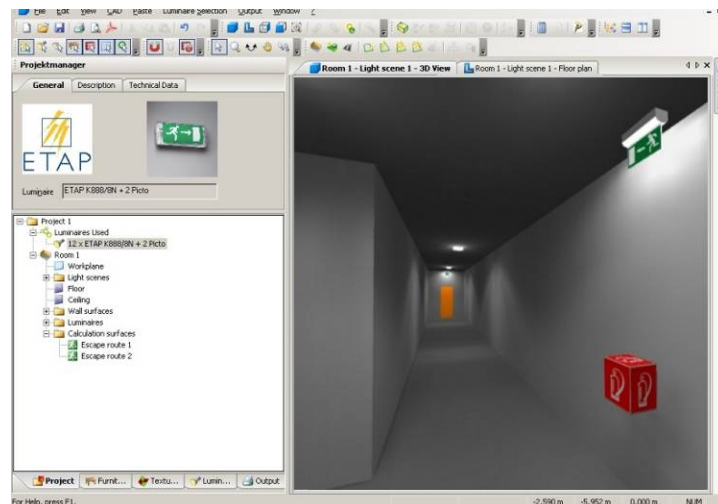 File Edit View CAD Paste Luminaire Selection Output Window ?
Projektmanager
General Description Technical Data
ETAP
Luminaire ETAP K888/8N + 2 Picto
Project 1
Luminaires Used
12 x ETAP K888/8N + 2 Picto
Room 1
Workplane
Light scenes
Floor
Ceiling
Wall surfaces
Luminaires
Calculation surfaces
Escape route 1
Escape route 2
Project Furnit... Textu... Lumin... Output
Room 1 - Light scene 1 - 3D View Room 1 - Light scene 1 - Floor plan
For Help, press F1. -2.590 m -5.952 m 0.000 m NUM